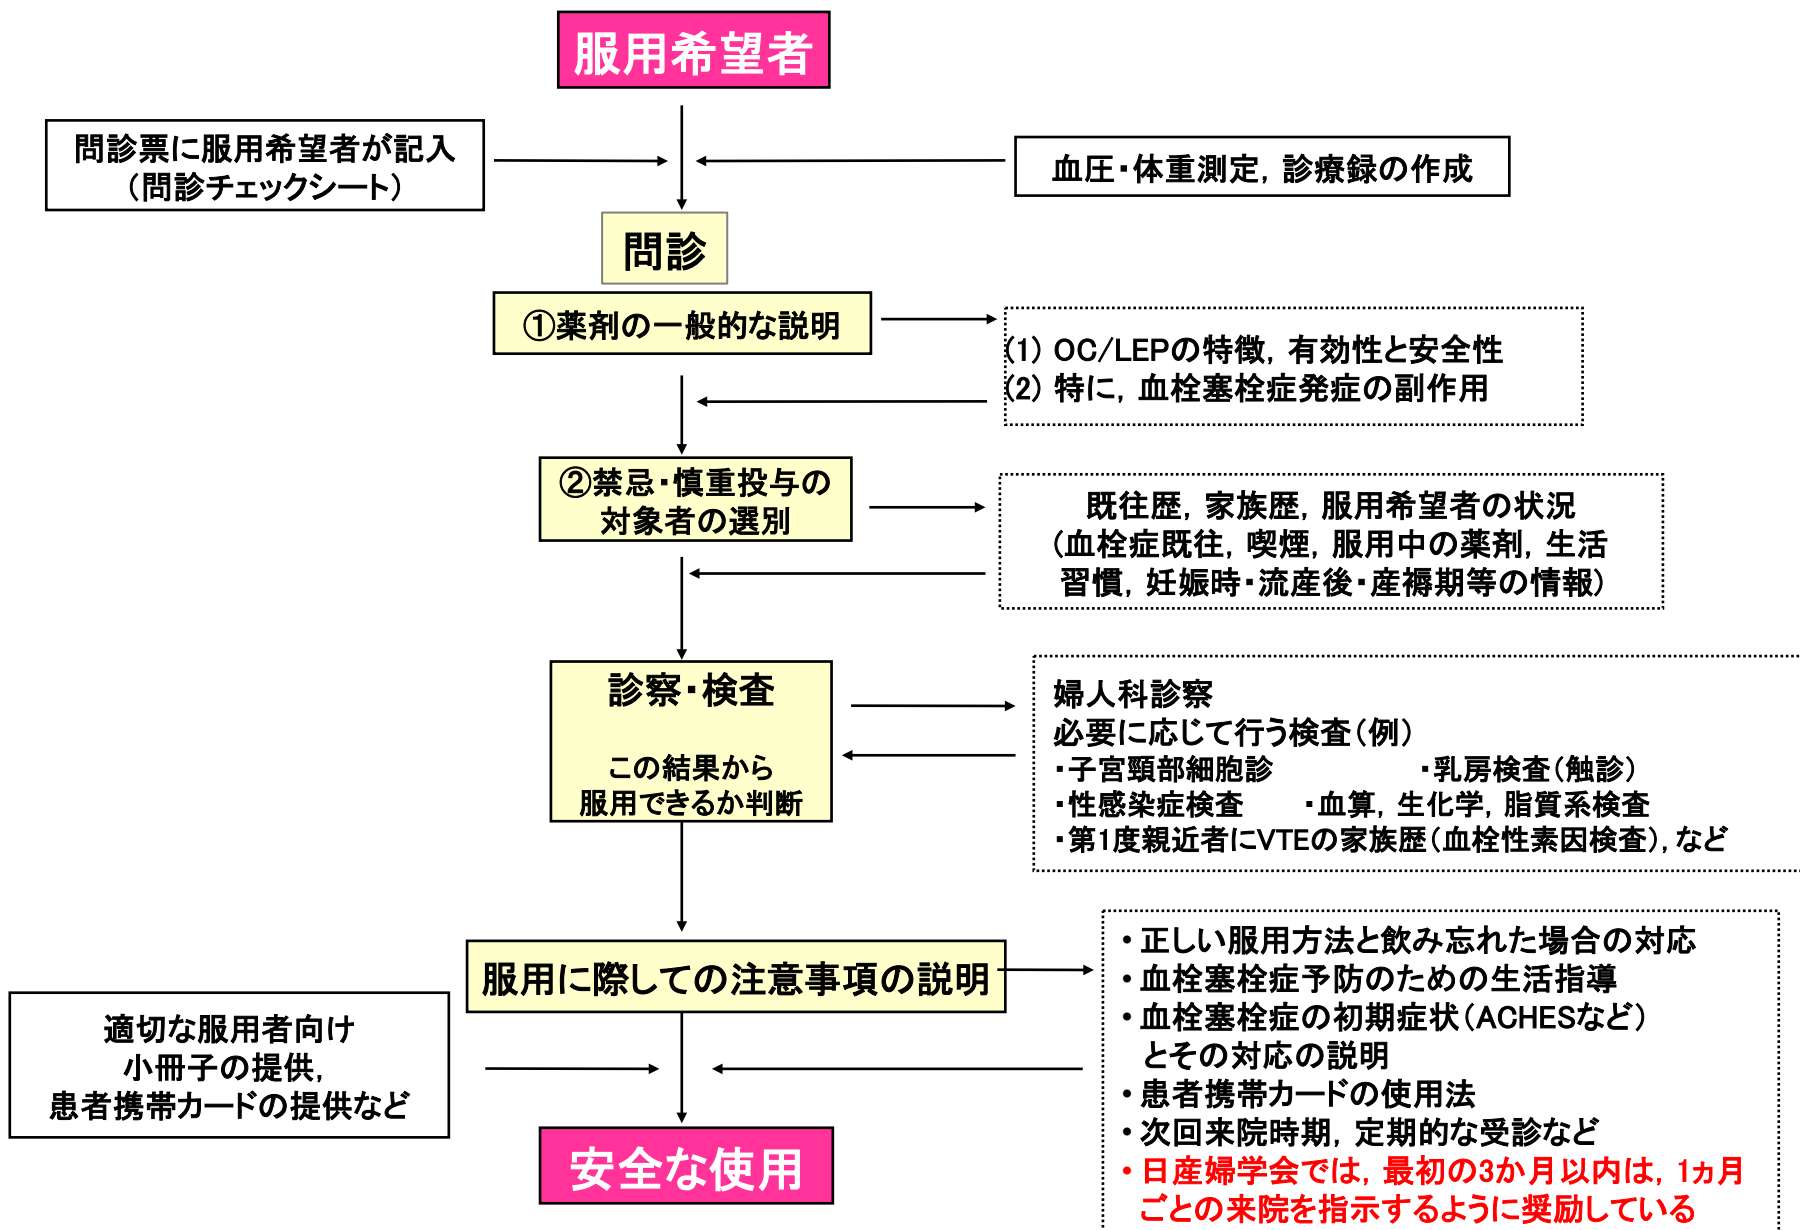 服用希望者
問診票に服用希望者が記入
（問診チェックシート）
血圧・体重測定，診療録の作成
問診
①薬剤の一般的な説明
(1) OC/LEPの特徴，有効性と安全性
(2) 特に，血栓塞栓症発症の副作用
②禁忌・慎重投与の
対象者の選別
既往歴，家族歴，服用希望者の状況
（血栓症既往，喫煙，服用中の薬剤，生活
習慣，妊娠時・流産後・産褥期等の情報）
診察・検査
この結果から
服用できるか判断
婦人科診察
必要に応じて行う検査（例）
・子宮頸部細胞診 ・乳房検査（触診）
・性感染症検査 ・血算，生化学，脂質系検査
・第1度親近者にVTEの家族歴（血栓性素因検査），など
服用に際しての注意事項の説明
・正しい服用方法と飲み忘れた場合の対応
・血栓塞栓症予防のための生活指導
・血栓塞栓症の初期症状（ACHESなど）
とその対応の説明
・患者携帯カードの使用法
・次回来院時期，定期的な受診など
・日産婦学会では，最初の3か月以内は，1ヵ月
ごとの来院を指示するように奨励している
適切な服用者向け
小冊子の提供，
患者携帯カードの提供など
安全な使用